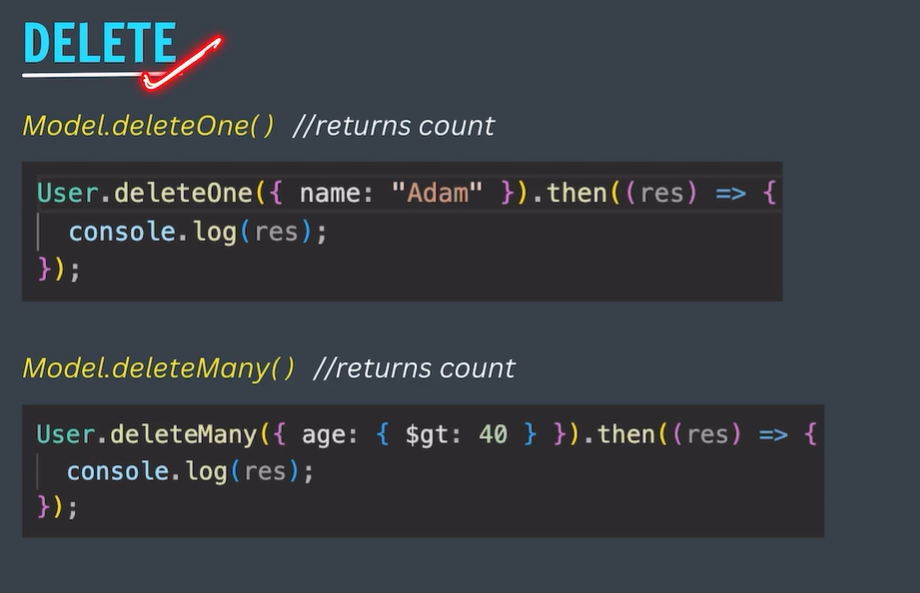 DELETE
Model.deleteOne( ) //returns count
User.deleteOne({ name: "Adam" }).then((res) => {
  console.log(res);
});
Model.deleteMany( ) //returns count
User.deleteMany({ age: { $gt: 40 } }).then((res) => {
  console.log(res);
});